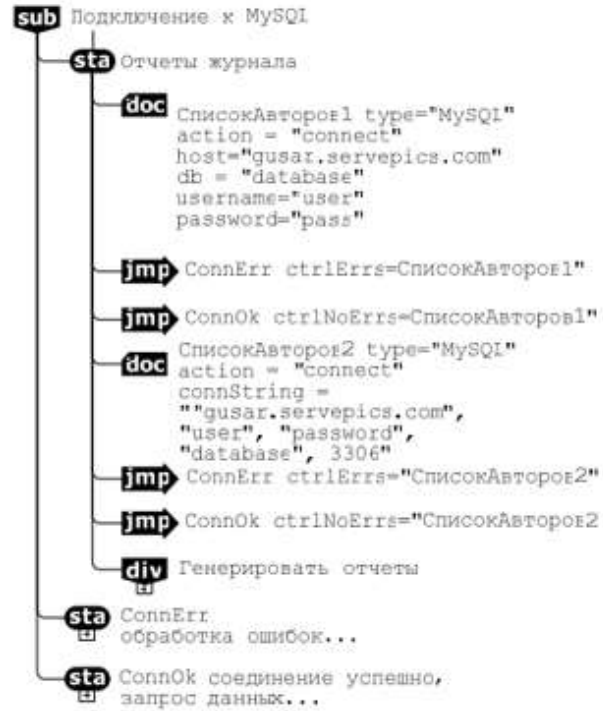 sub Подключение к MySQL
sta Отчеты журнала
doc СписокАвторов1 type="MySQL"
action = "connect"
host="gusar.servepics.com"
db = "database"
username="user"
password="pass"
jmp ConnErr ctrlErrs=СписокАвторов1"
jmp ConnOk ctrlNoErrs=СписокАвторов1"
doc СписокАвторов2 type="MySQL"
action = "connect"
connString =
""gusar.servepics.com",
"user", "password",
"database", 3306"
jmp ConnErr ctrlErrs="СписокАвторов2"
jmp ConnOk ctrlNoErrs="СписокАвторов2
div Генерировать отчеты
sta ConnErr
обработка ошибок...
sta ConnOk соединение успешно,
запрос данных...